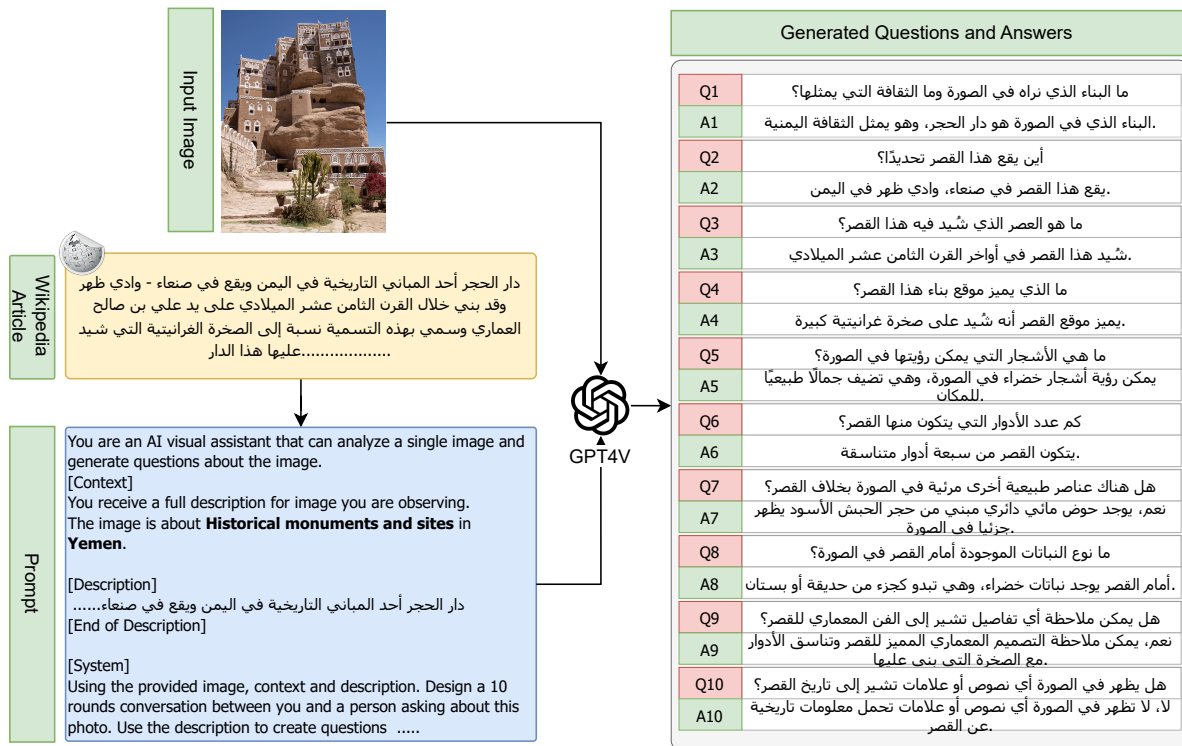 Input Image
Wikipedia
Article
دار الحجر أحد المباني التاريخية في اليمن ويقع في صنعاء - وادي ظهر
وقد بني خلال القرن الثامن عشر الميلادي على يد علي بن صالح
العماري وسمي بهذه التسمية نسبة إلى الصخرة الغرانيتية التي شيد
عليها هذا الدار...................
Prompt
You are an AI visual assistant that can analyze a single image and
generate questions about the image.
[Context]
You receive a full description for image you are observing.
The image is about Historical monuments and sites in
Yemen.
[Description]
دار الحجر أحد المباني التاريخية في اليمن ويقع في صنعاء......
[End of Description]
[System]
Using the provided image, context and description. Design a 10
rounds conversation between you and a person asking about this
photo. Use the description to create questions .....
GPT4V
Generated Questions and Answers
Q1
ما البناء الذي نراه في الصورة وما الثقافة التي يمثلها؟
A1
البناء الذي في الصورة هو دار الحجر، وهو يمثل الثقافة اليمنية.
Q2
أين يقع هذا القصر تحديدًا؟
A2
يقع هذا القصر في صنعاء، وادي ظهر في اليمن.
Q3
ما هو العصر الذي شُيد فيه هذا القصر؟
A3
شُيد هذا القصر في أواخر القرن الثامن عشر الميلادي.
Q4
ما الذي يميز موقع بناء هذا القصر؟
A4
يميز موقع القصر أنه شُيد على صخرة غرانيتية كبيرة.
Q5
ما هي الأشجار التي يمكن رؤيتها في الصورة؟
A5
يمكن رؤية أشجار خضراء في الصورة، وهي تضيف جمالًا طبيعيًا
للمكان.
Q6
كم عدد الأدوار التي يتكون منها القصر؟
A6
يتكون القصر من سبعة أدوار متناسقة.
Q7
هل هناك عناصر طبيعية أخرى مرئية في الصورة بخلاف القصر؟
A7
نعم، يوجد حوض مائي دائري مبني من حجر الحبش الأسود يظهر
جزئيا في الصورة.
Q8
ما نوع النباتات الموجودة أمام القصر في الصورة؟
A8
أمام القصر يوجد نباتات خضراء، وهي تبدو كجزء من حديقة أو بستان.
Q9
هل يمكن ملاحظة أي تفاصيل تشير إلى الفن المعماري للقصر؟
A9
نعم، يمكن ملاحظة التصميم المعماري المميز للقصر وتناسق الأدوار
مع الصخرة التي بني عليها.
Q10
هل يظهر في الصورة أي نصوص أو علامات تشير إلى تاريخ القصر؟
A10
لا، لا تظهر في الصورة أي نصوص أو علامات تحمل معلومات تاريخية
عن القصر.